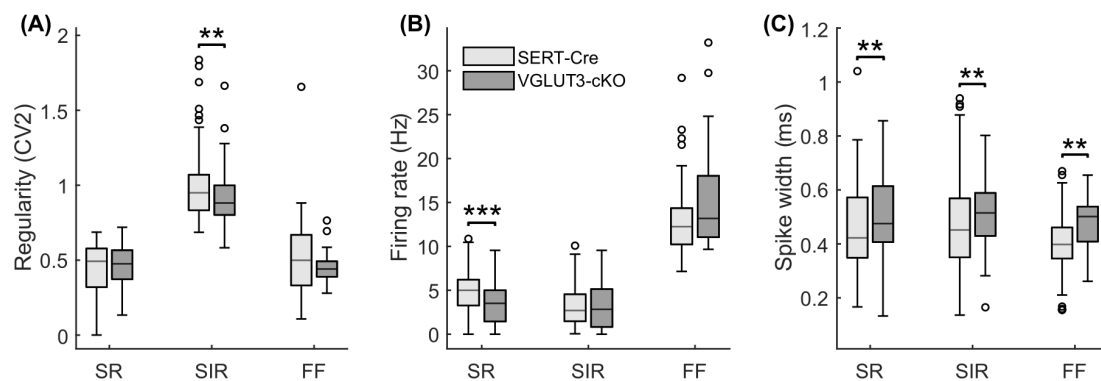 (A)
Regularity (CV2)
2
1.5
1
0.5
0
**
SR
SIR
FF
(B)
Firing rate (Hz)
30
25
20
15
10
5
0
SERT-Cre
VGLUT3-cKO
***
SR
SIR
FF
(C)
Spike width (ms)
1.2
1
0.8
0.6
0.4
0.2
**
**
**
SR
SIR
FF